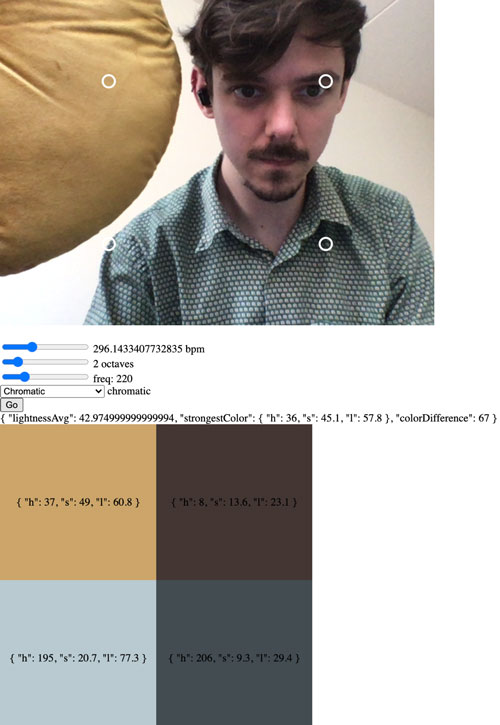 296.1433407732835 bpm
2 octaves
freq: 220
Chromatic chromatic
Go
{ "lightnessAvg": 42.974999999999994, "strongestColor": { "h": 36, "s": 45.1, "l": 57.8 }, "colorDifference": 67 }
{ "h": 37, "s": 49, "l": 60.8 } { "h": 8, "s": 13.6, "l": 23.1 }
{ "h": 195, "s": 20.7, "l": 77.3 } { "h": 206, "s": 9.3, "l": 29.4 }